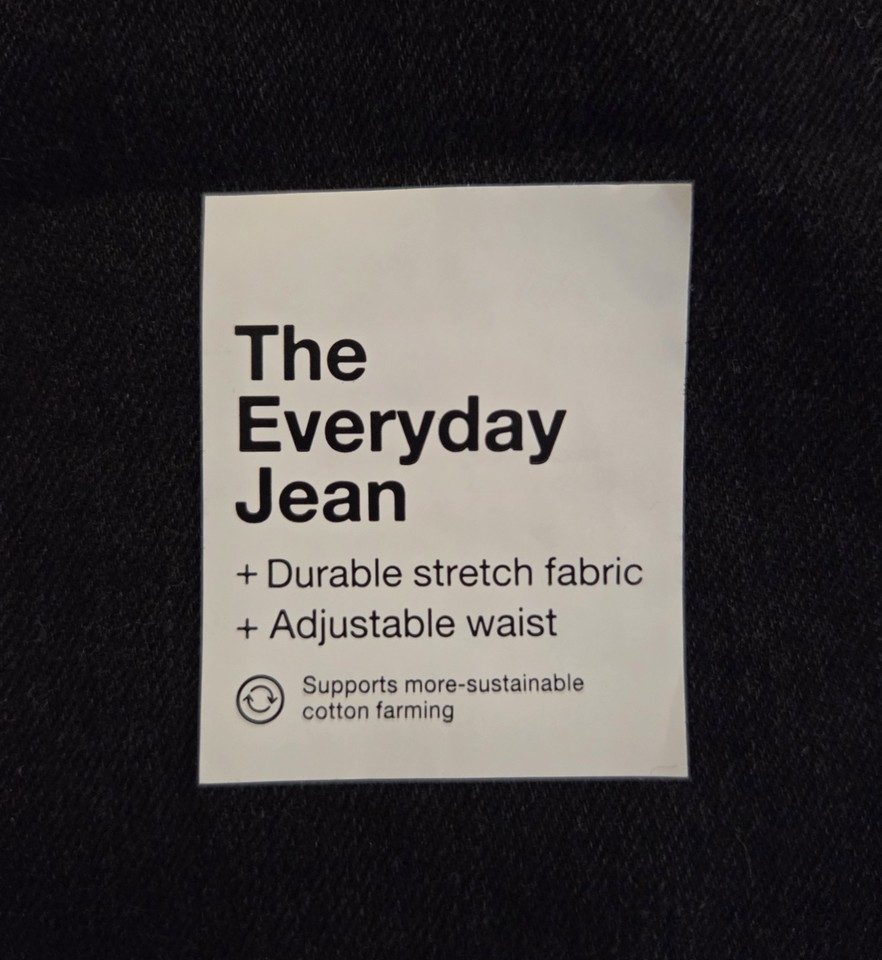 The
Everyday
Jean
+ Durable stretch fabric
+ Adjustable waist
Supports more-sustainable
cotton farming